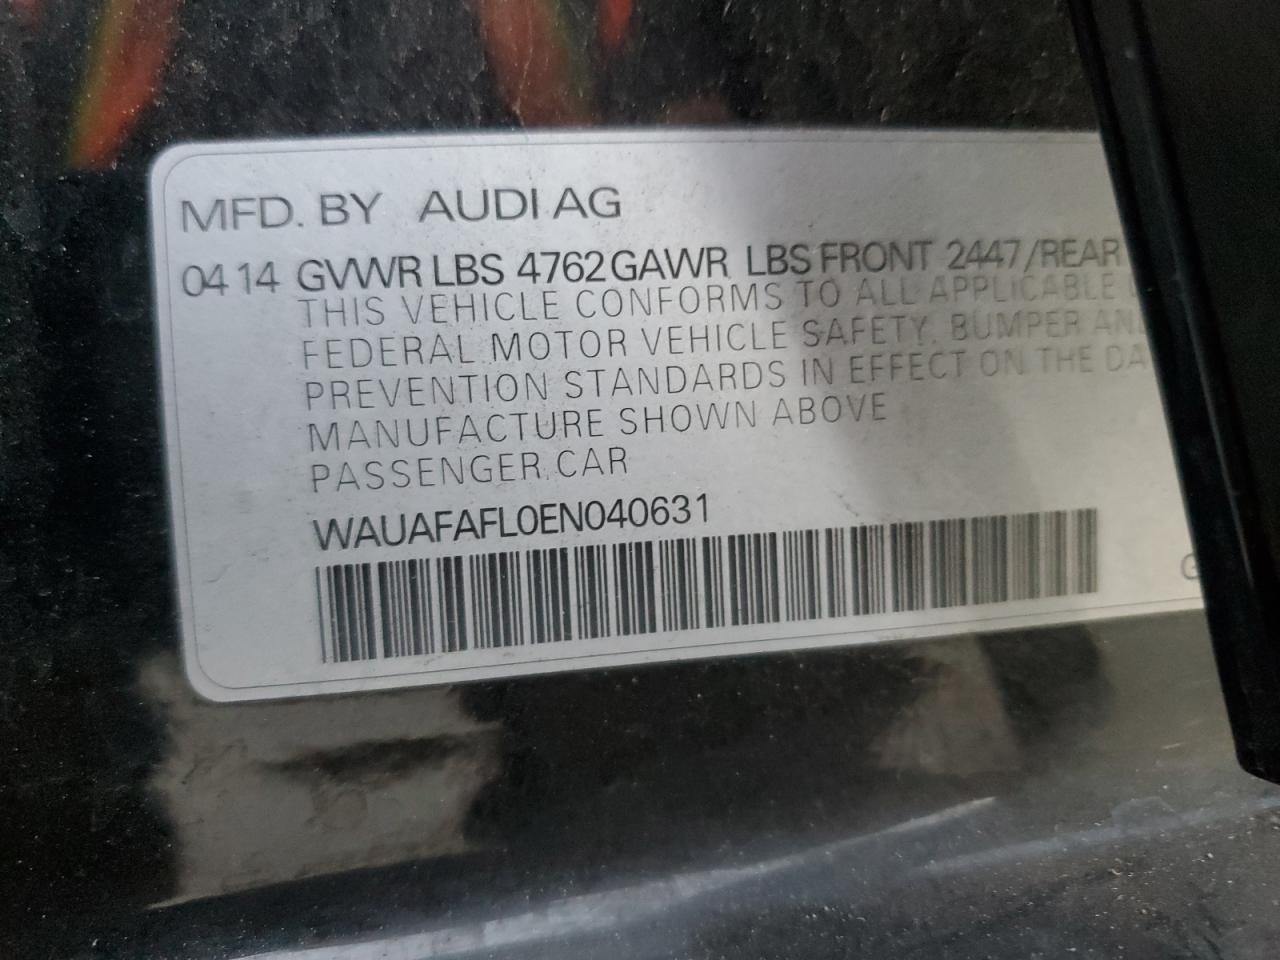 MFD. BY AUDI AG
04 14 GVWR LBS 4762 GAWR LBS FRONT 2447/REAR
THIS VEHICLE CONFORMS TO ALL APPLICABLE
FEDERAL MOTOR VEHICLE SAFETY, BUMPER AND
PREVENTION STANDARDS IN EFFECT ON THE DA
MANUFACTURE SHOWN ABOVE
PASSENGER CAR
WAUAFAFL0EN040631
G